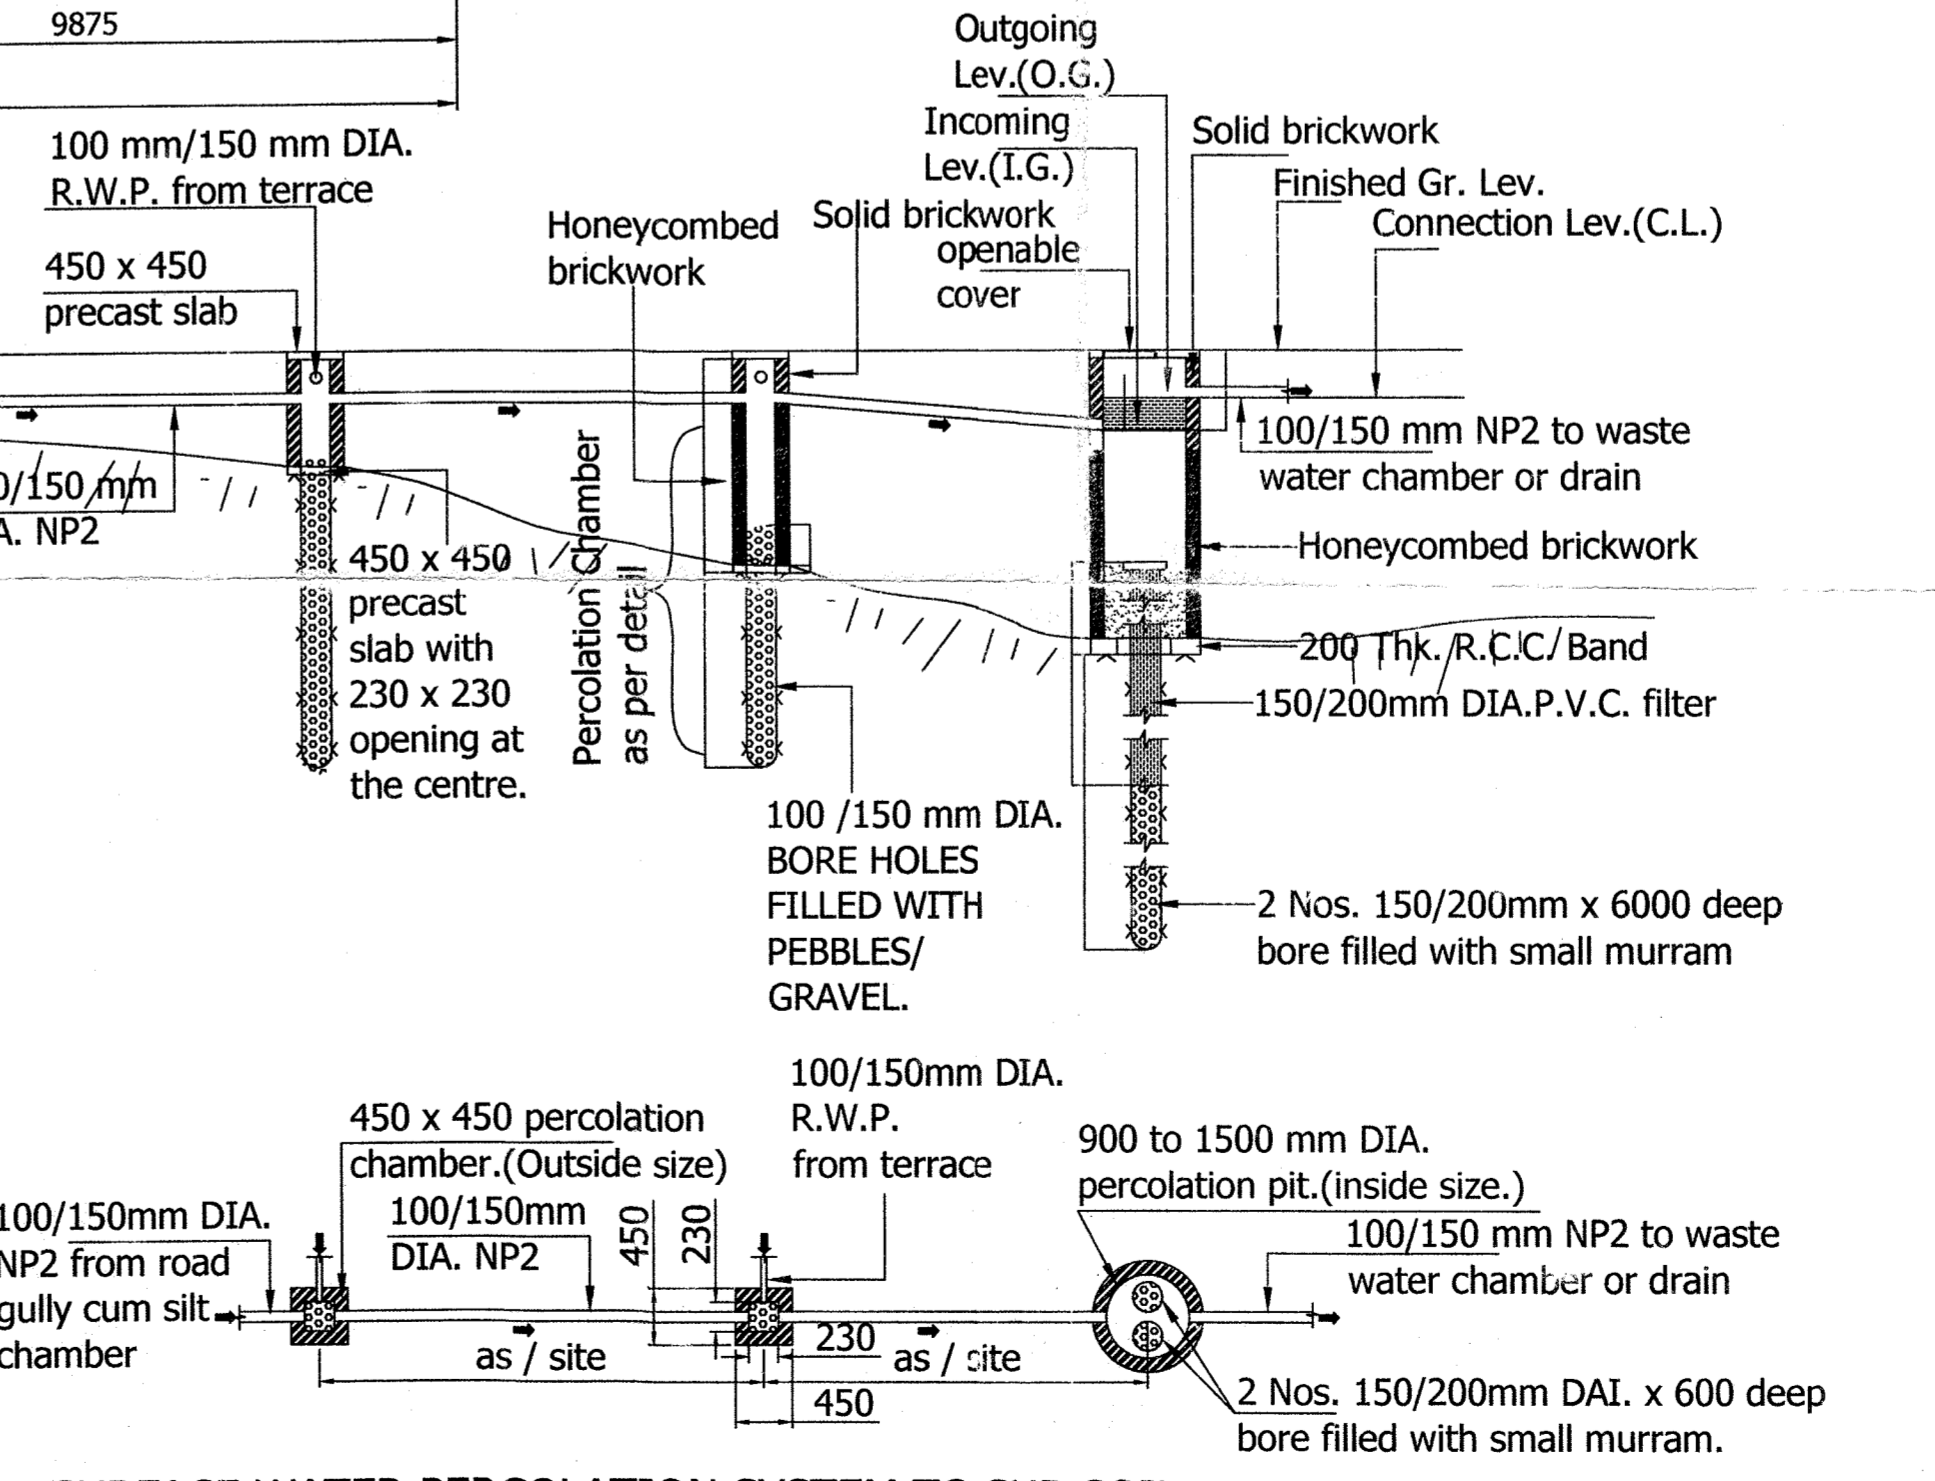 9875
100 mm/150 mm DIA.
R.W.P. from terrace
450 x 450
precast slab
Honeycombed
brickwork
Solid brickwork
Outgoing
Lev.(O.G.)
Incoming
Lev.(I.G.)
openable
cover
Solid brickwork
Finished Gr. Lev.
Connection Lev.(C.L.)
0/150 mm
A. NP2
450 x 450
precast
slab with
230 x 230
opening at
the centre.
Percolation Chamber
as per detail
100/150 mm NP2 to waste
water chamber or drain
Honeycombed brickwork
200 Thk. R.C.C. Band
150/200mm DIA.P.V.C. filter
100 /150 mm DIA.
BORE HOLES
FILLED WITH
PEBBLES/
GRAVEL.
2 Nos. 150/200mm x 6000 deep
bore filled with small murram
100/150mm DIA.
R.W.P.
from terrace
450 x 450 percolation
chamber.(Outside size)
900 to 1500 mm DIA.
percolation pit.(inside size.)
100/150mm DIA.
NP2 from road
gully cum silt
chamber
100/150mm
DIA. NP2
450
230
100/150 mm NP2 to waste
water chamber or drain
as / site
230
as / site
450
2 Nos. 150/200mm DAI. x 600 deep
bore filled with small murram.